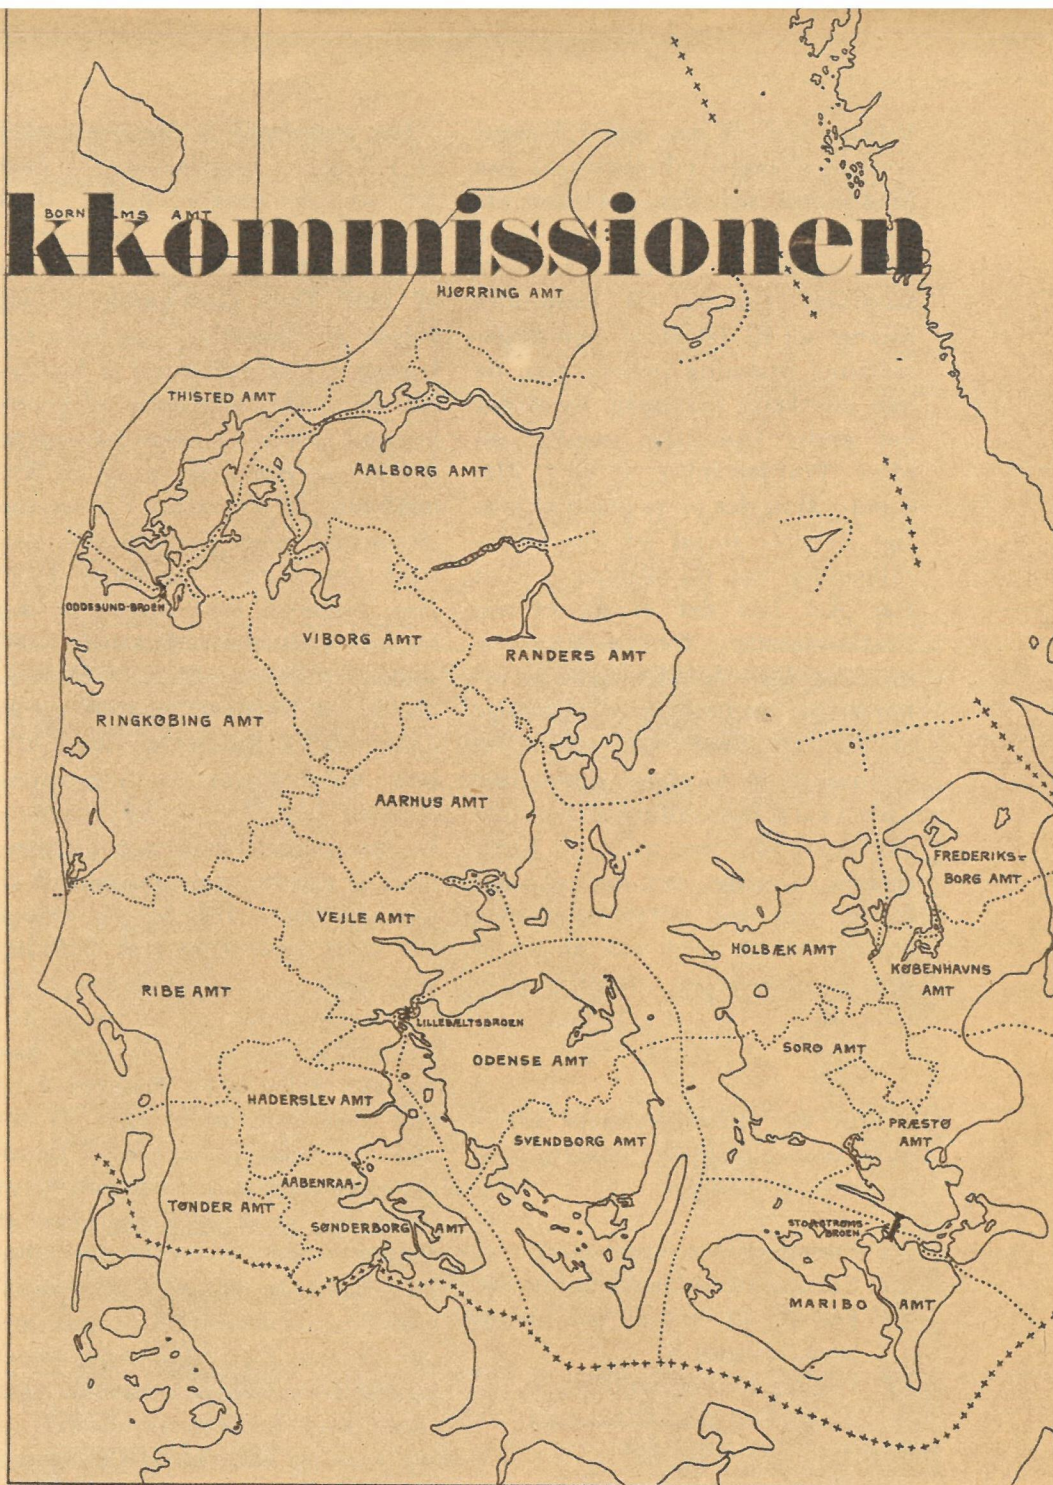 BORN LMS AMT
kkommissionen
HJØRRING AMT
THISTED AMT
AALBORG AMT
ODDESUND-BROEN
VIBORG AMT
RANDERS AMT
RINGKØBING AMT
AARHUS AMT
FREDERIKS=
BORG AMT
VEJLE AMT
HOLBÆK AMT
KØBENHAVNS
AMT
RIBE AMT
LILLEBÆLTSBROEN
ODENSE AMT
SORØ AMT
HADERSLEV AMT
SVENDBORG AMT
PRÆSTØ
AMT
AABENRAA-
SØNDERBORG AMT
TØNDER AMT
STORSTRØMS-
BROEN
MARIBO AMT